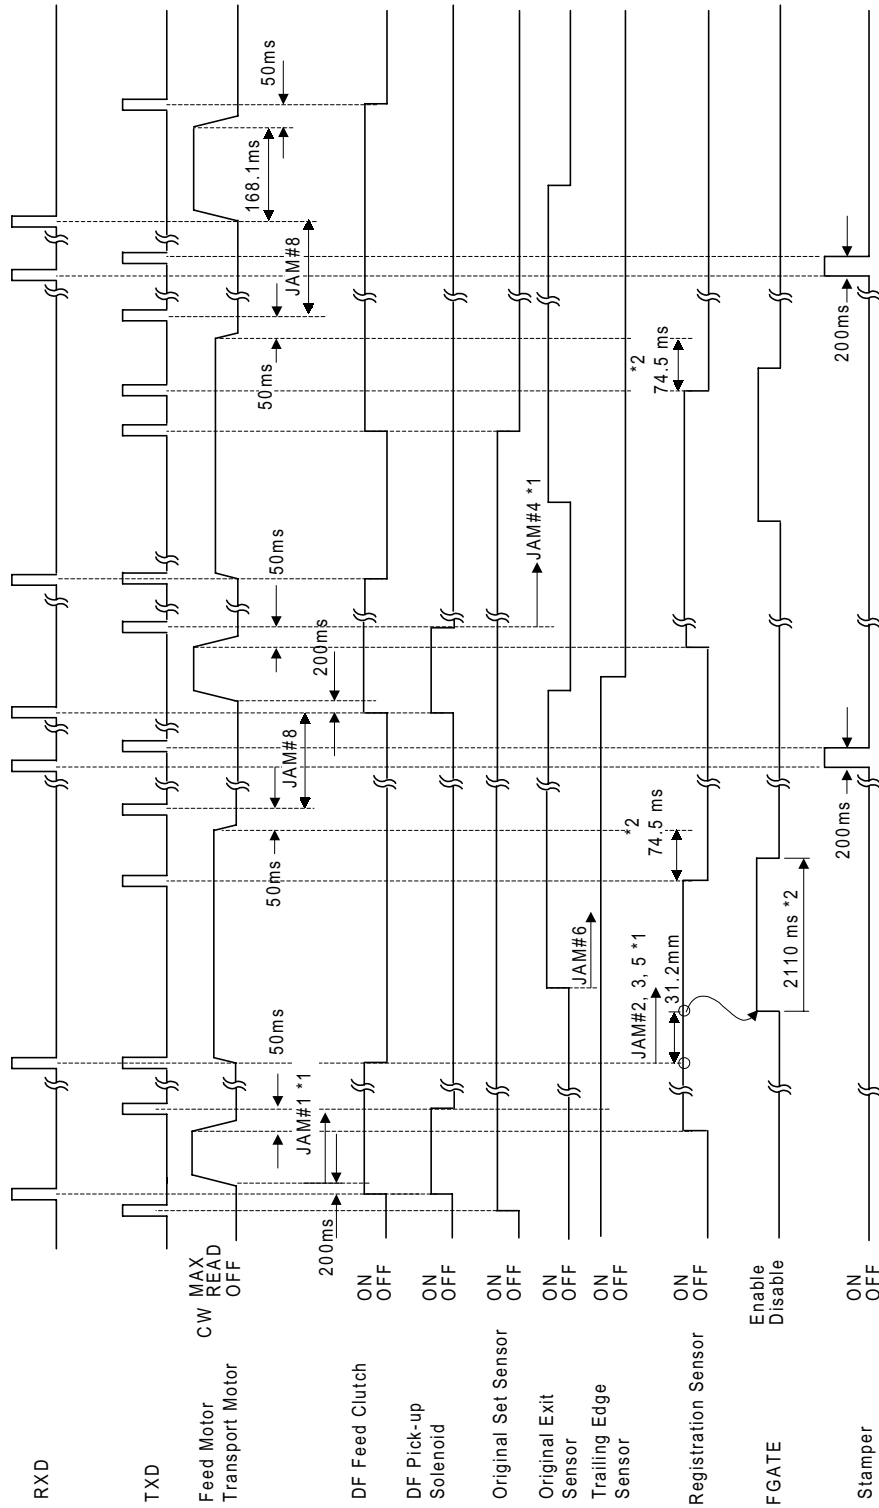 RXD
TXD
Feed Motor
Transport Motor
CW MAX
READ
OFF
DF Feed Clutch
ON
OFF
DF Pick-up
Solenoid
ON
OFF
Original Set Sensor
Original Exit
Sensor
ON
OFF
Trailing Edge
Sensor
ON
OFF
Registration Sensor
ON
OFF
FGATE
Enable
Disable
Stamper
ON
OFF
200ms
JAM#1 *1
50ms
JAM#2, 3, 5 *1
31.2mm
JAM#6
2110 ms *2
50ms
*2
74.5 ms
JAM#8
200ms
200ms
50ms
JAM#4 *1
50ms
*2
74.5 ms
JAM#8
200ms
168.1ms
50ms